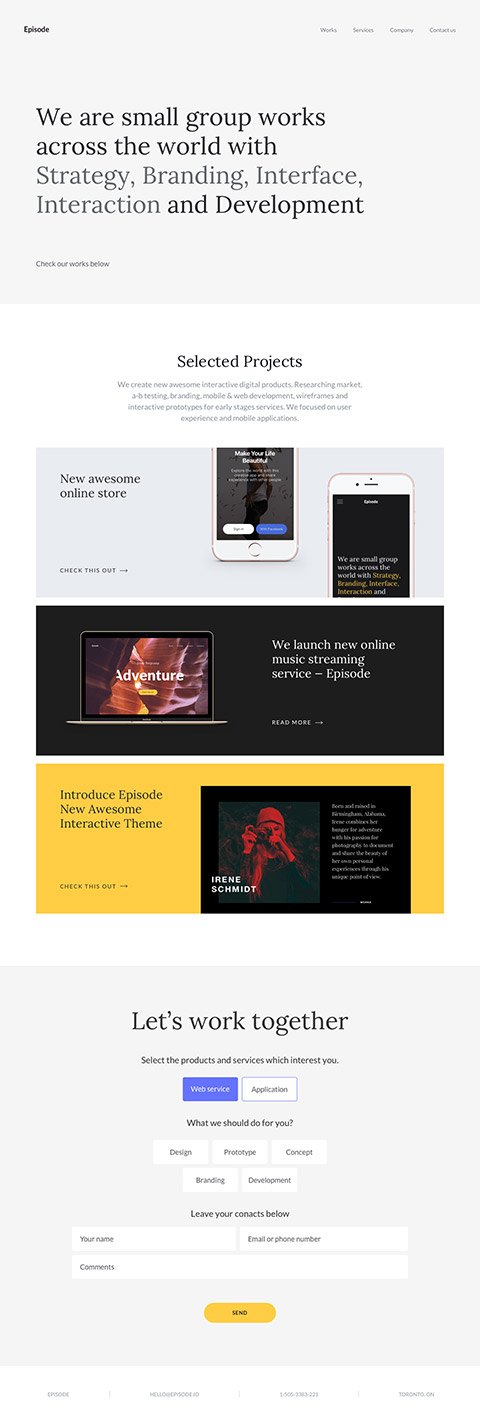 Episode
Works Services Company Contact us
We are small group works
across the world with
Strategy, Branding, Interface,
Interaction and Development
Check our works below
Selected Projects
We create new awesome interactive digital products. Researching market,
a-b testing, branding, mobile & web development, wireframes and
interactive prototypes for early stages services. We focused on user
experience and mobile applications.
New awesome
online store
CHECK THIS OUT
Make Your Life
Beautiful
Explore the world with this
creative app and share
experience with other people
Sign In
Episode
We are small group
works across the
world with Strategy,
Branding, Interface,
Interaction and
Adventure
We launch new online
music streaming
service – Episode
READ MORE
Introduce Episode
New Awesome
Interactive Theme
CHECK THIS OUT
IRENE
SCHMIDT
Born and raised in
Birmingham, Alabama,
Irene combines her
hunger for adventure
with his passion for
photography to document
and share the beauty of
her own personal
experiences through his
unique point of view.
WORKS
Let’s work together
Select the products and services which interest you.
Web service Application
What we should do for you?
Design Prototype Concept
Branding Development
Leave your conacts below
Your name Email or phone number
Comments
SEND
EPISODE HELLO@EPISODE.IO 1-505-3383-221 TORONTO, ON